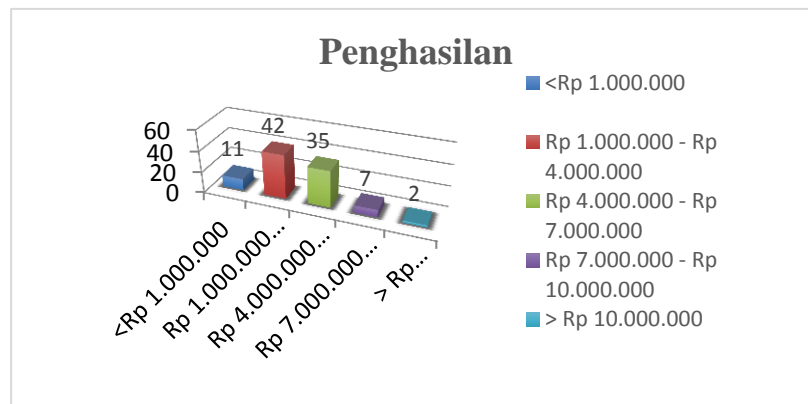 Penghasilan
60
40
20
0
11
42
35
7
2
<Rp 1.000.000
Rp 1.000.000...
Rp 4.000.000...
Rp 7.000.000...
> Rp...
<Rp 1.000.000
Rp 1.000.000 - Rp
4.000.000
Rp 4.000.000 - Rp
7.000.000
Rp 7.000.000 - Rp
10.000.000
> Rp 10.000.000